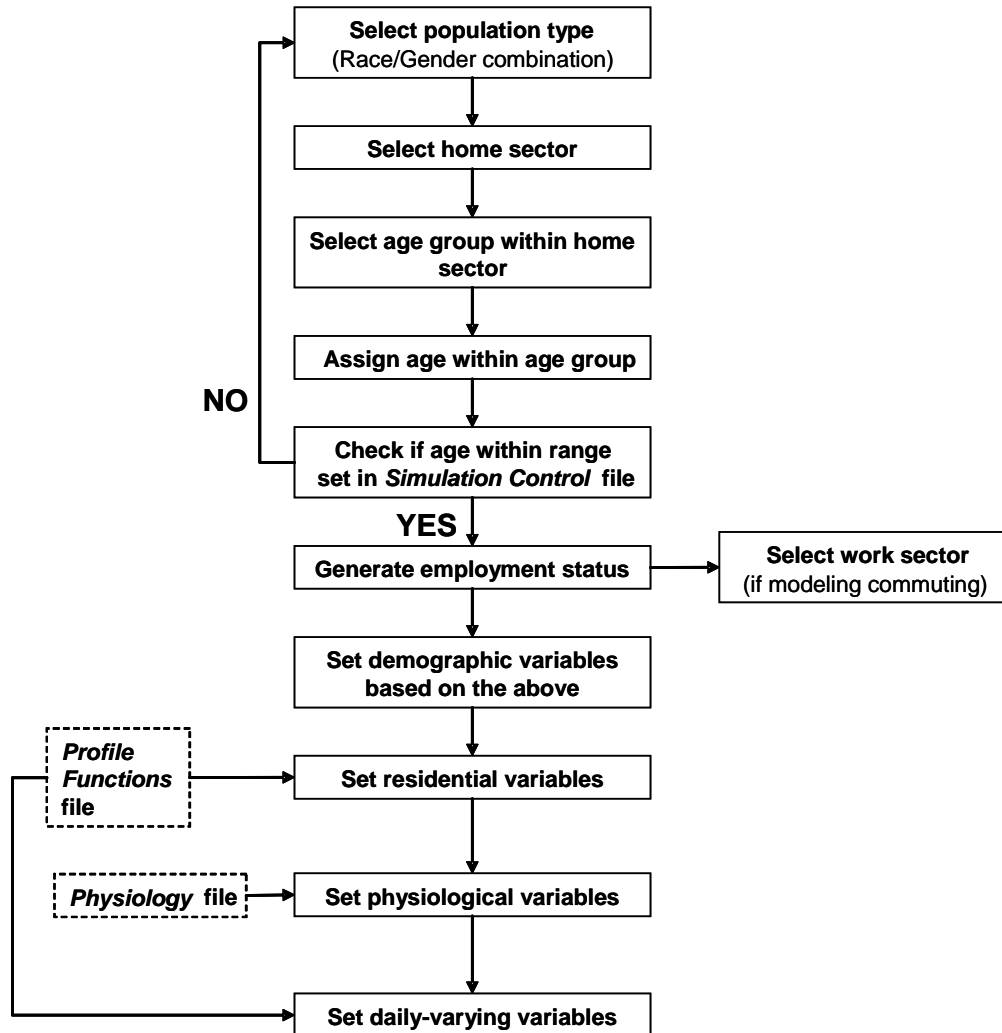 Select population type
(Race/Gender combination)
Select home sector
Select age group within home
sector
Assign age within age group
NO
Check if age within range
set in Simulation Control file
YES
Generate employment status
Select work sector
(if modeling commuting)
Set demographic variables
based on the above
Profile
Functions
file
Set residential variables
Physiology file
Set physiological variables
Set daily-varying variables